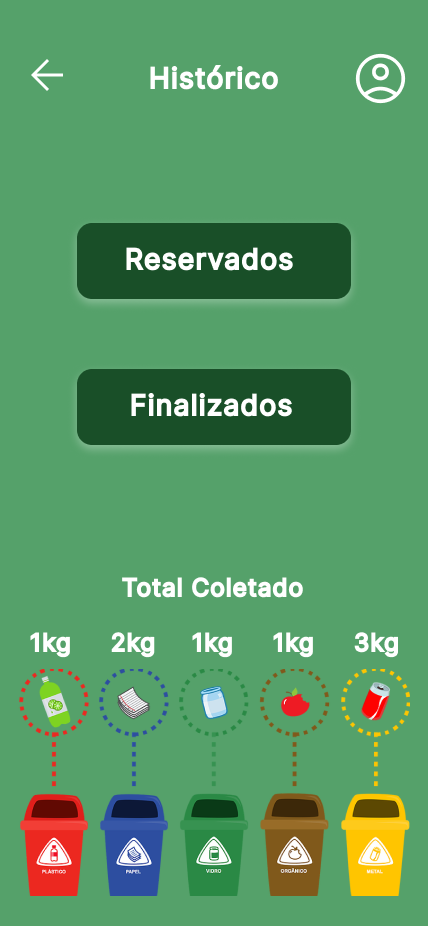 Histórico
Reservados
Finalizados
Total Coletado
1kg 2kg 1kg 1kg 3kg
PLÁSTICO PAPEL VIDRO ORGÂNICO METAL